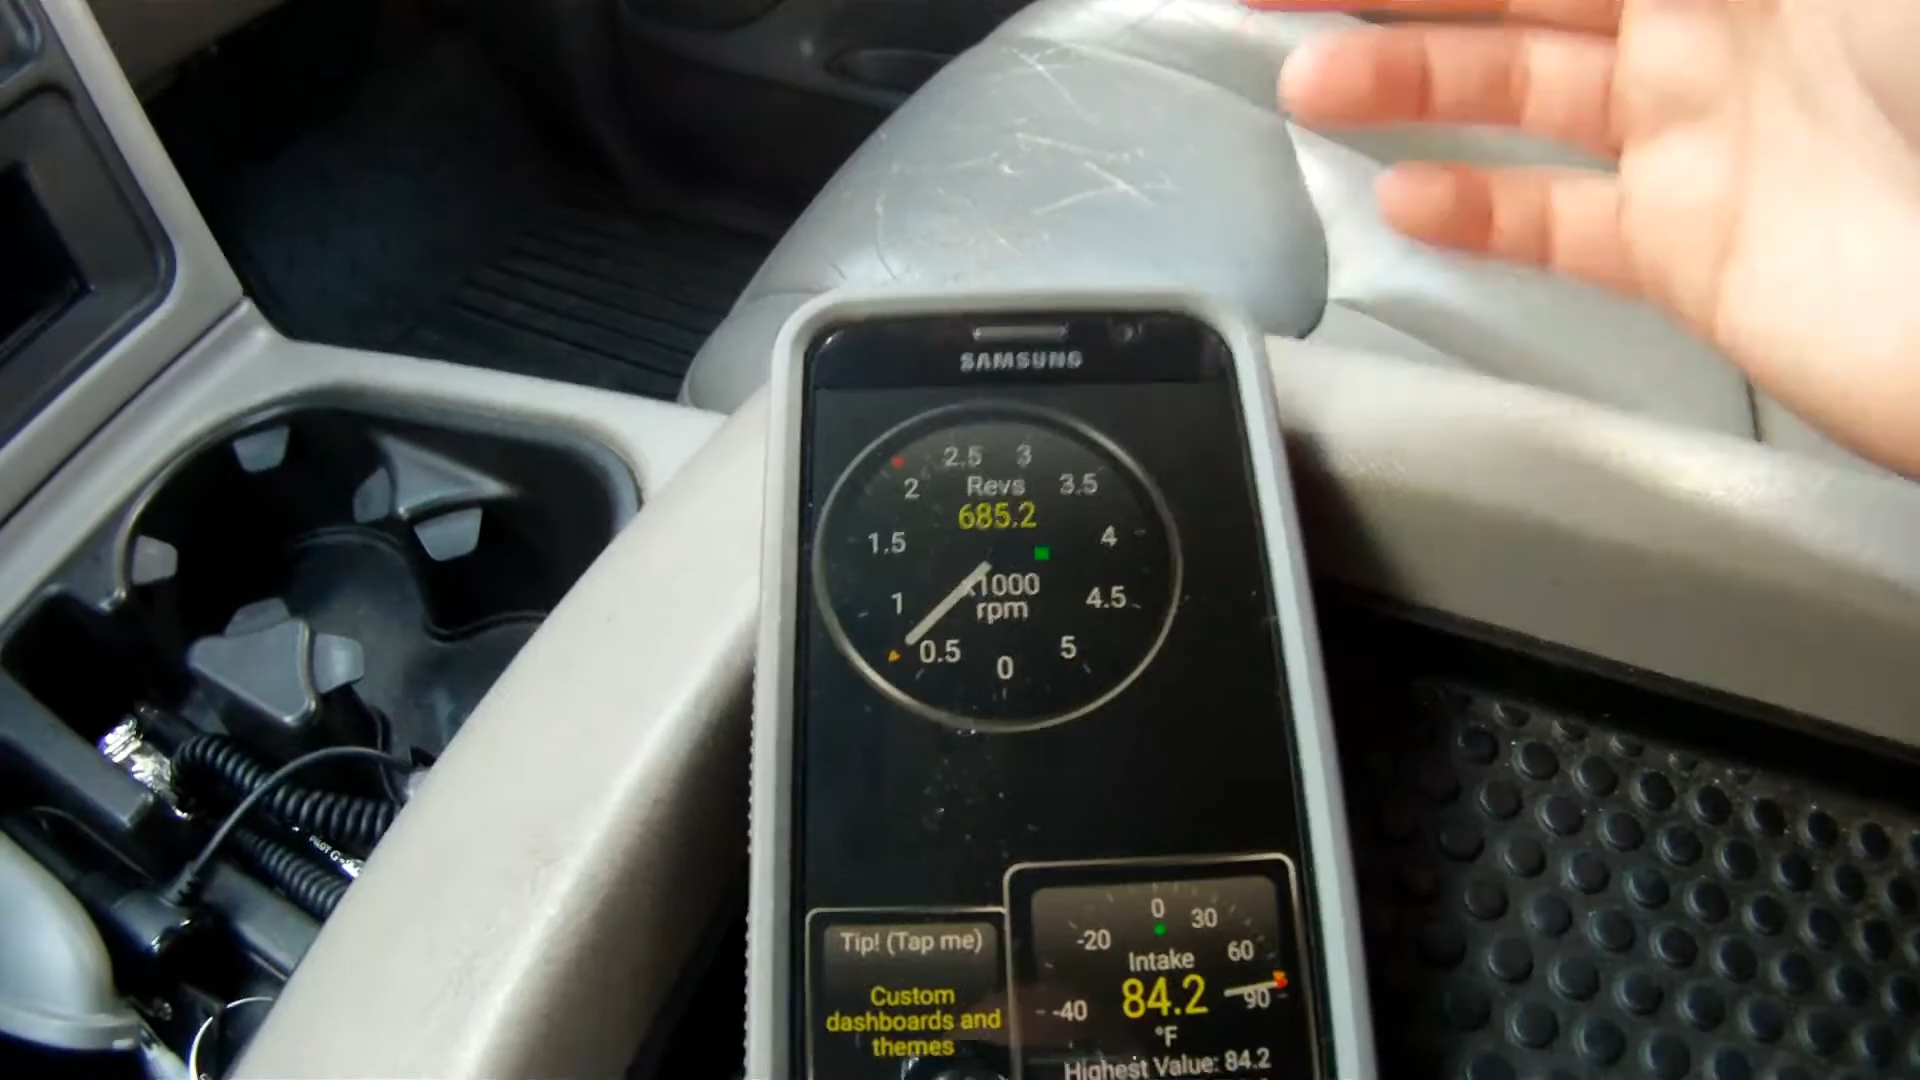 SAMSUNG
2.5 3
2 Revs 3.5
685.2
1.5 4
x1000
1 rpm 4.5
0.5 0 5
Tip! (Tap me)
Custom
dashboards and
themes
0 30
-20 60
Intake
84.2 90
-40
°F
Highest Value: 84.2
PILOT G-